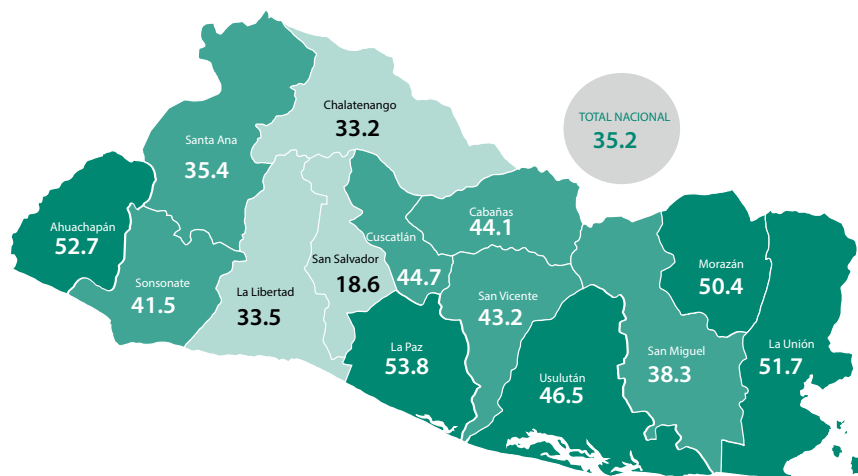 Chalatenango
33.2
TOTAL NACIONAL
35.2
Santa Ana
35.4
Ahuachapán
52.7
Cabañas
44.1
Cuscatlán
44.7
San Salvador
18.6
Morazán
50.4
Sonsonate
41.5
La Libertad
33.5
San Vicente
43.2
La Paz
53.8
San Miguel
38.3
La Unión
51.7
Usulután
46.5